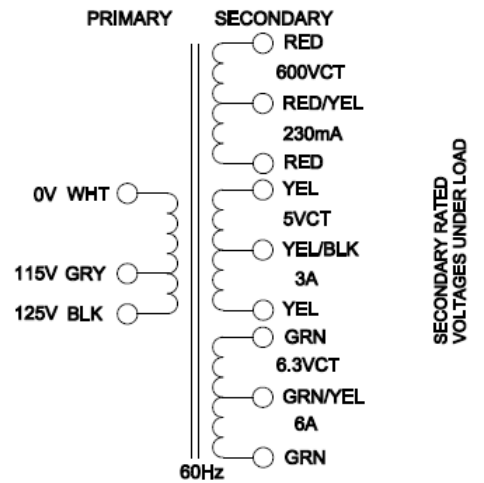 PRIMARY SECONDARY
RED
600VCT
RED/YEL
230mA
RED
0V WHT
YEL
5VCT
115V GRY
YEL/BLK
3A
125V BLK
YEL
GRN
6.3VCT
GRN/YEL
6A
GRN
60Hz
SECONDARY RATED
VOLTAGES UNDER LOAD